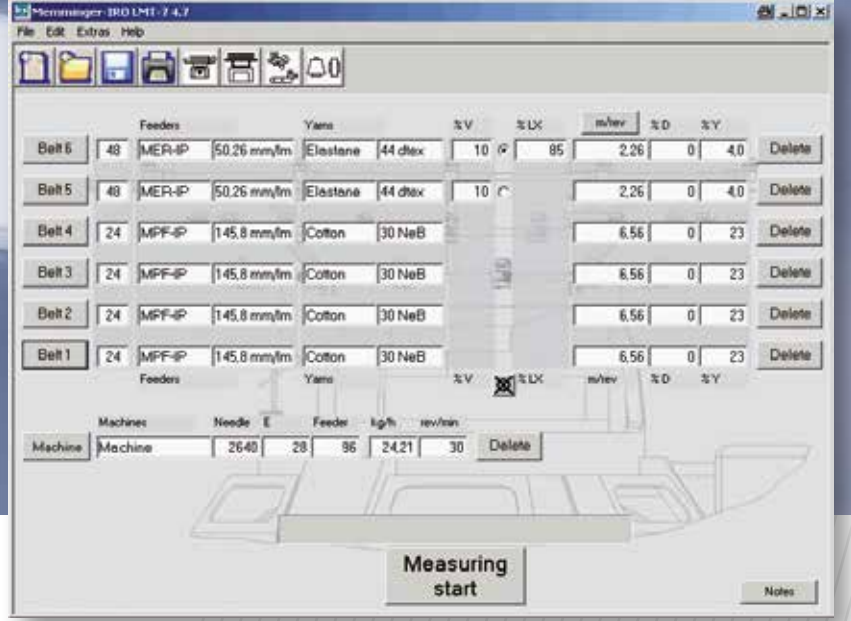 Memminger-IRO LMT-7 4.7
File Edit Extras Help
Feeders Yarns %V %LX m/rev %D %Y
Belt 6 48 MER-IP 50,26 mm/Im Elastane 44 dtex 10 85 2,26 0 4,0 Delete
Belt 5 48 MER-IP 50,26 mm/Im Elastane 44 dtex 10 2,26 0 4,0 Delete
Belt 4 24 MPF-IP 145,8 mm/Im Cotton 30 NeB 6,56 0 23 Delete
Belt 3 24 MPF-IP 145,8 mm/Im Cotton 30 NeB 6,56 0 23 Delete
Belt 2 24 MPF-IP 145,8 mm/Im Cotton 30 NeB 6,56 0 23 Delete
Belt 1 24 MPF-IP 145,8 mm/Im Cotton 30 NeB 6,56 0 23 Delete
Feeders Yarns %V %LX m/rev %D %Y
Machines Needle E Feeder kg/h rev/min
Machine Machine 2640 28 96 24,21 30 Delete
Measuring
start
Notes